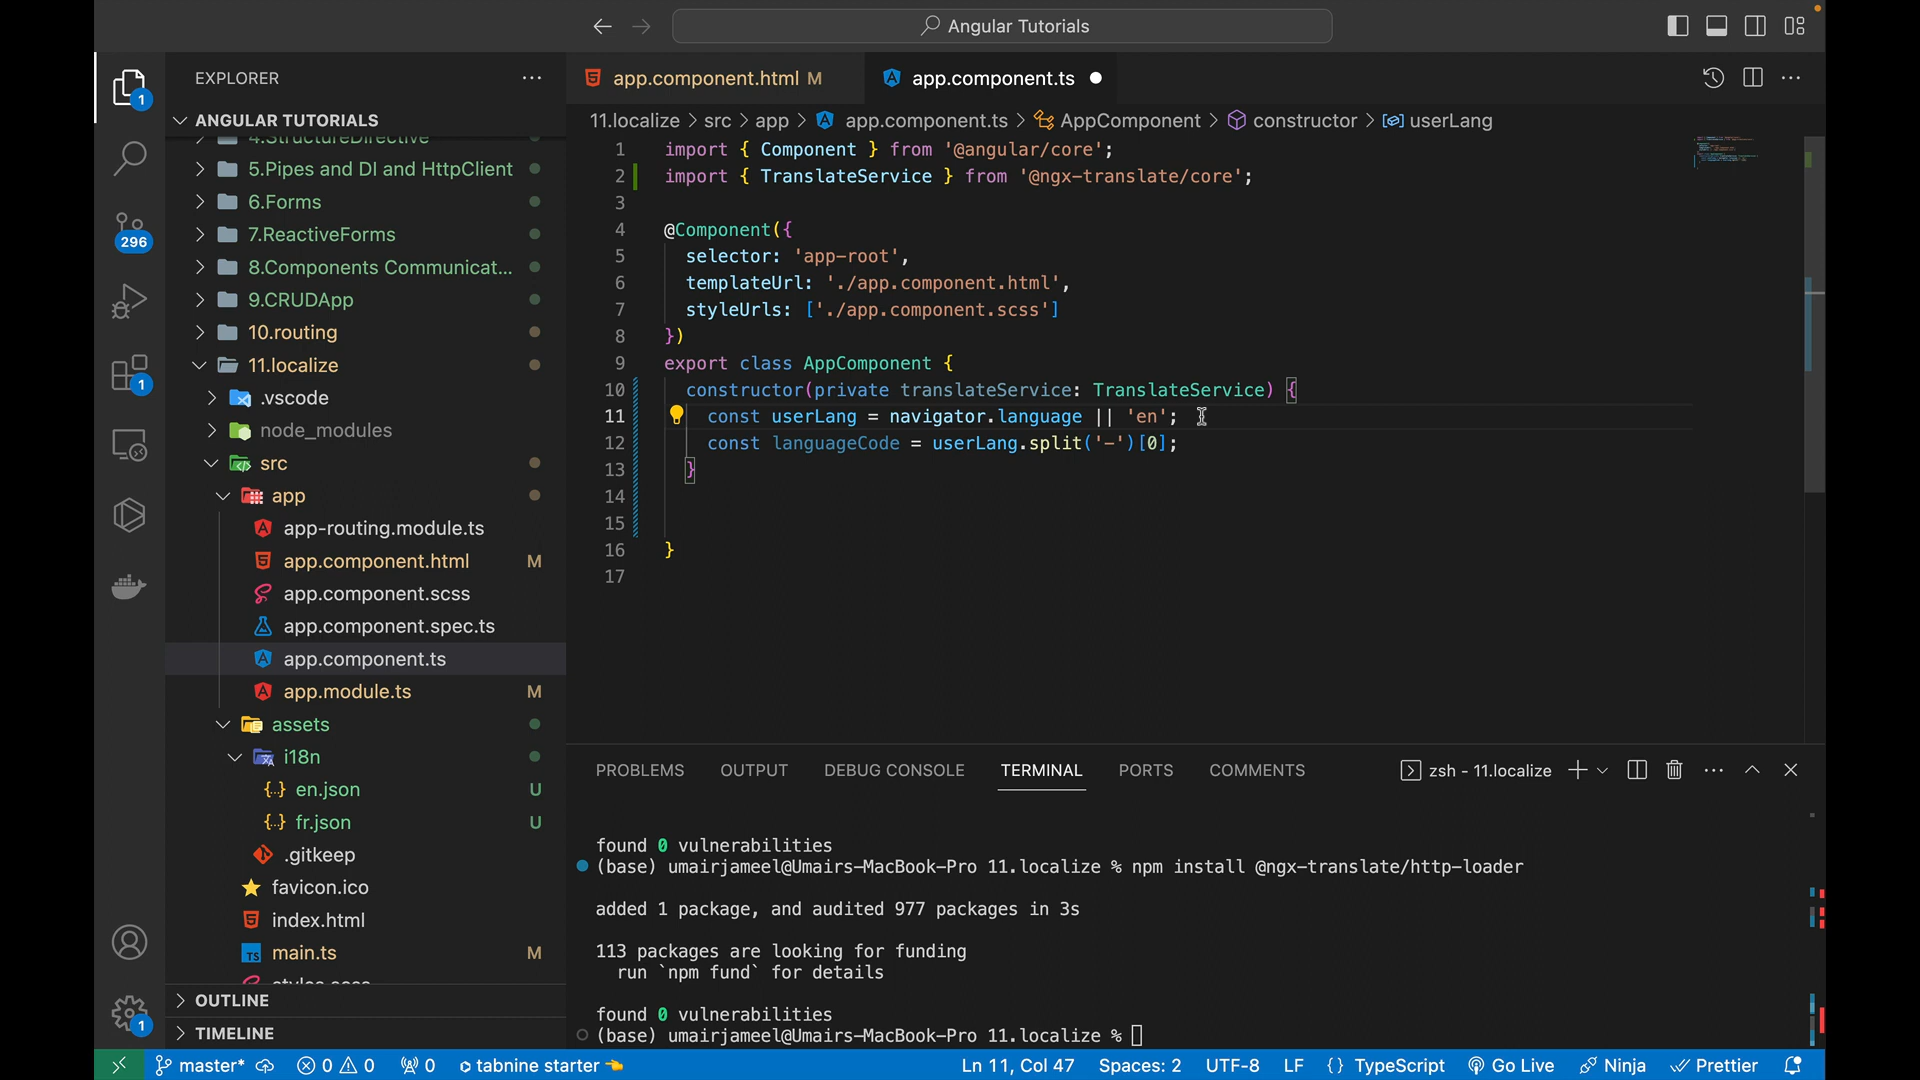 Angular Tutorials
EXPLORER
ANGULAR TUTORIALS
4.StructureDirective
5.Pipes and DI and HttpClient
6.Forms
7.ReactiveForms
8.Components Communicat...
9.CRUDApp
10.routing
11.localize
.vscode
node_modules
src
app
app-routing.module.ts
app.component.html M
app.component.scss
app.component.spec.ts
app.component.ts
app.module.ts M
assets
i18n
en.json U
fr.json U
.gitkeep
favicon.ico
index.html
main.ts M
styles.scss
OUTLINE
TIMELINE
1
296
1
1
app.component.html M
app.component.ts
11.localize > src > app > app.component.ts > AppComponent > constructor > userLang
1 import { Component } from '@angular/core';
2 import { TranslateService } from '@ngx-translate/core';
3
4 @Component({
5 selector: 'app-root',
6 templateUrl: './app.component.html',
7 styleUrls: ['./app.component.scss']
8 })
9 export class AppComponent {
10 constructor(private translateService: TranslateService) {
11 const userLang = navigator.language || 'en';
12 const languageCode = userLang.split('-')[0];
13 }
14
15
16 }
17
PROBLEMS OUTPUT DEBUG CONSOLE TERMINAL PORTS COMMENTS zsh - 11.localize
found 0 vulnerabilities
(base) umairjameel@Umairs-MacBook-Pro 11.localize % npm install @ngx-translate/http-loader
added 1 package, and audited 977 packages in 3s
113 packages are looking for funding
run `npm fund` for details
found 0 vulnerabilities
(base) umairjameel@Umairs-MacBook-Pro 11.localize %
master* 0 0 0 tabnine starter Ln 11, Col 47 Spaces: 2 UTF-8 LF {} TypeScript Go Live Ninja Prettier